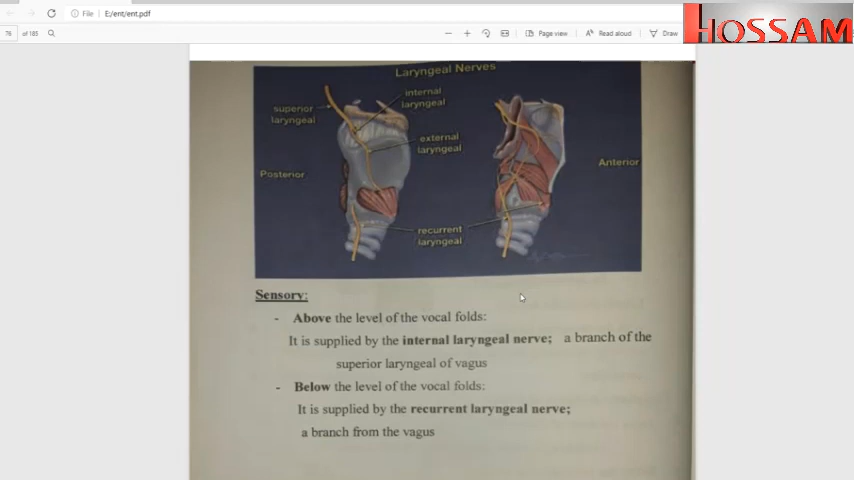 File
E:/ent/ent.pdf
HOSSAM
76
of 185
Page view
Read aloud
Draw
Laryngeal Nerves
superior
laryngeal
internal
laryngeal
external
laryngeal
Posterior
Anterior
recurrent
laryngeal
Sensory:
- Above the level of the vocal folds:
It is supplied by the internal laryngeal nerve; a branch of the
superior laryngeal of vagus
- Below the level of the vocal folds:
It is supplied by the recurrent laryngeal nerve;
a branch from the vagus